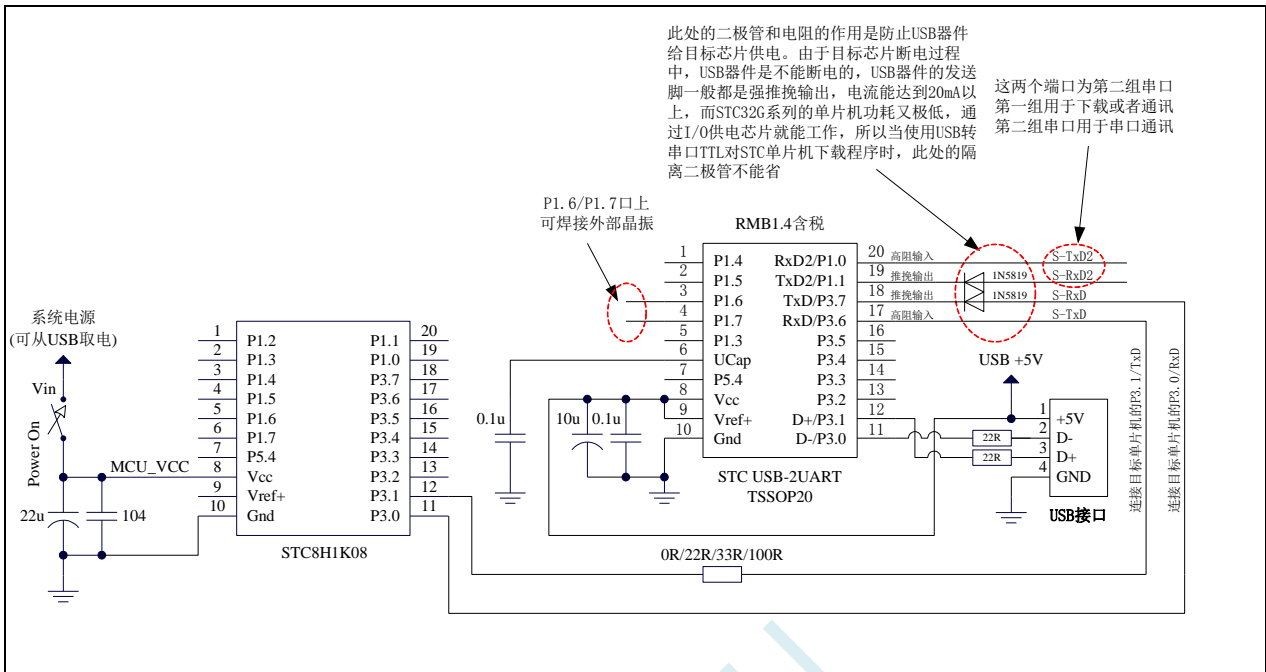 此处的二极管和电阻的作用是防止USB器件
给目标芯片供电。由于目标芯片断电过程
中，USB器件是不能断电的，USB器件的发送
脚一般都是强推挽输出，电流能达到20mA以
上，而STC32G系列的单片机功耗又极低，通
过I/O供电芯片就能工作，所以当使用USB转
串口TTL对STC单片机下载程序时，此处的隔
离二极管不能省
这两个端口为第二组串口
第一组用于下载或者通讯
第二组串口用于串口通讯
P1.6/P1.7口上
可焊接外部晶振
RMB1.4含税
1 P1.4 RxD2/P1.0 20 高阻输入 S-TxD2
2 P1.5 TxD2/P1.1 19 推挽输出 1N5819 S-RxD2
3 P1.6 TxD/P3.7 18 推挽输出 1N5819 S-RxD
4 P1.7 RxD/P3.6 17 高阻输入 S-TxD
5 P1.3 P3.5 16
6 UCap P3.4 15
7 P5.4 P3.3 14
8 Vcc P3.2 13
9 Vref+ D+/P3.1 12
10 Gnd D-/P3.0 11
STC USB-2UART
TSSOP20
0.1u
10u
0.1u
22R
22R
USB +5V
1 +5V
2 D-
3 D+
4 GND
USB接口
连接目标单片机的P3.1/TxD
连接目标单片机的P3.0/RxD
系统电源
(可从USB取电)
Vin
Power On
MCU_VCC
22u
104
1 P1.2 P1.1 20
2 P1.3 P1.0 19
3 P1.4 P3.7 18
4 P1.5 P3.6 17
5 P1.6 P3.5 16
6 P1.7 P3.4 15
7 P5.4 P3.3 14
8 Vcc P3.2 13
9 Vref+ P3.1 12
10 Gnd P3.0 11
STC8H1K08
0R/22R/33R/100R